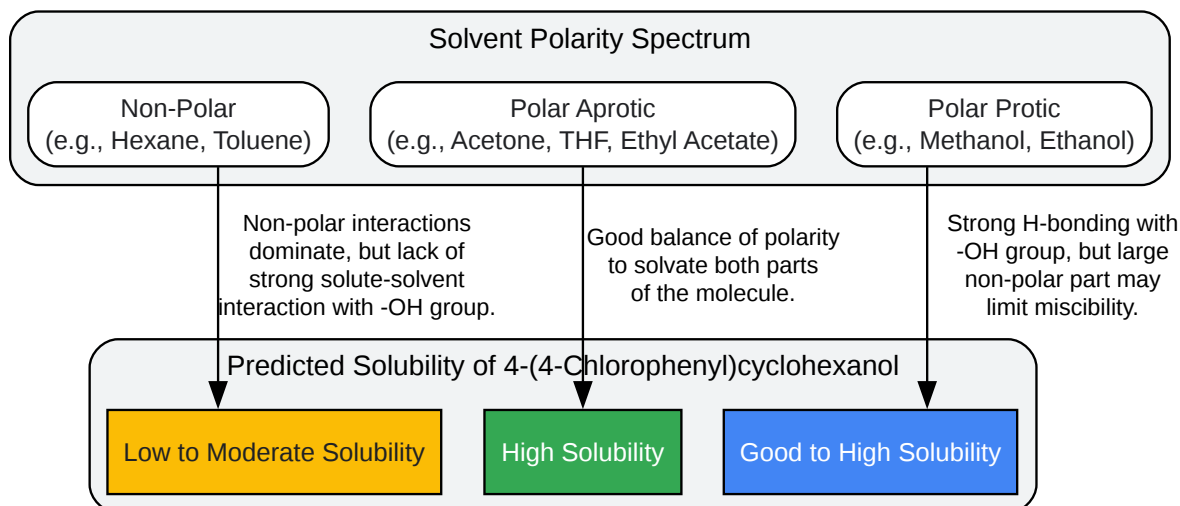 Solvent Polarity Spectrum
Non-Polar
(e.g., Hexane, Toluene)
Polar Aprotic
(e.g., Acetone, THF, Ethyl Acetate)
Polar Protic
(e.g., Methanol, Ethanol)
Non-polar interactions
dominate, but lack of
strong solute-solvent
interaction with -OH group.
Good balance of polarity
to solvate both parts
of the molecule.
Strong H-bonding with
-OH group, but large
non-polar part may
limit miscibility.
Predicted Solubility of 4-(4-Chlorophenyl)cyclohexanol
Low to Moderate Solubility
High Solubility
Good to High Solubility